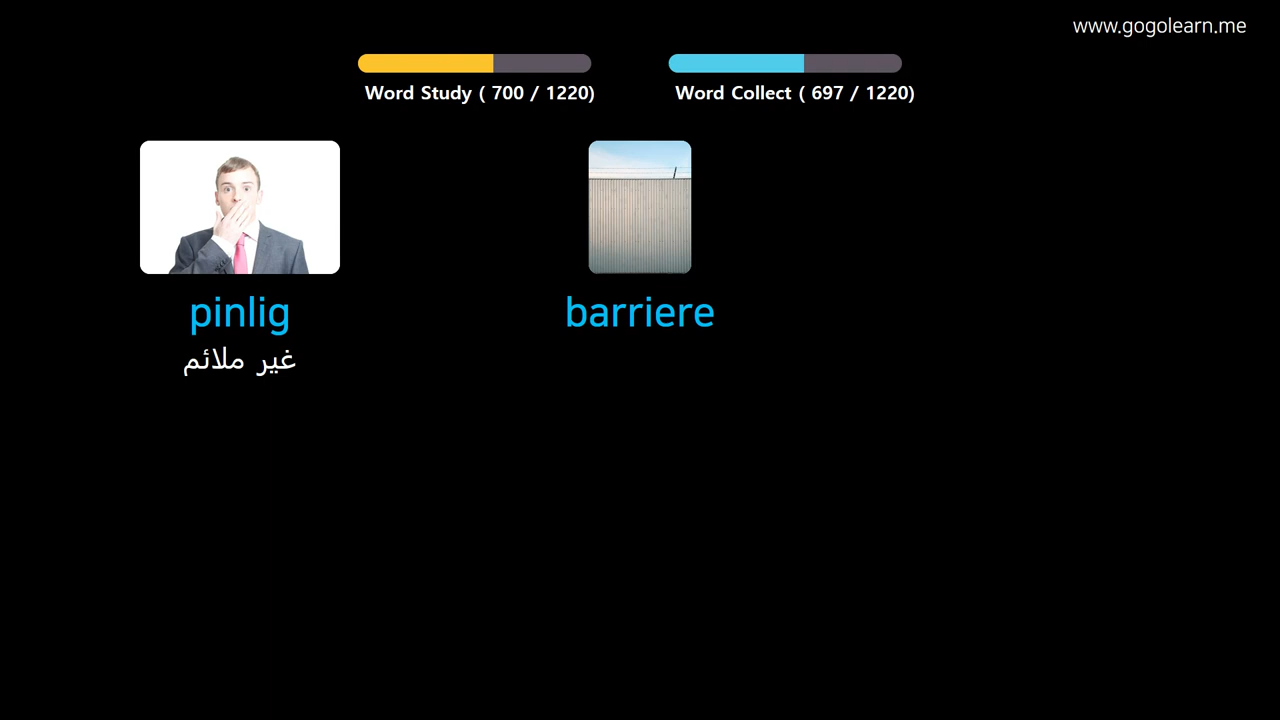 www.gogolearn.me
Word Study ( 700 / 1220)
Word Collect ( 697 / 1220)
pinlig
barriere
غير ملائم